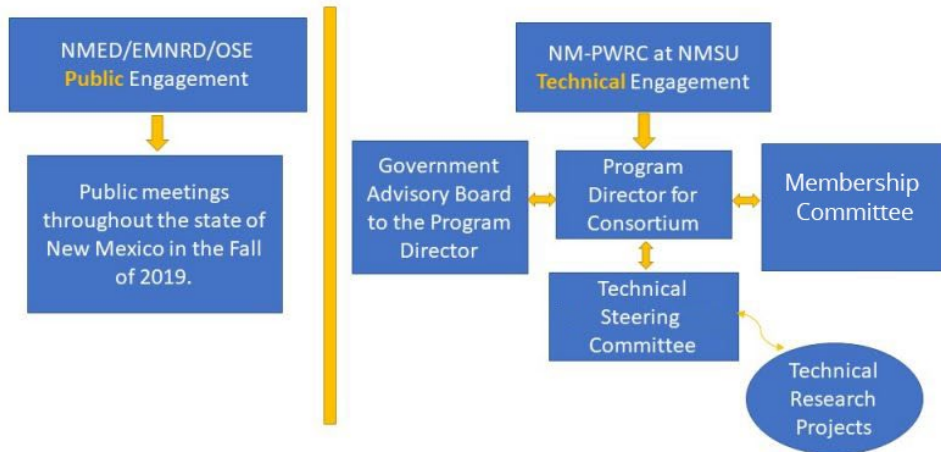 NMED/EMNRD/OSE
Public Engagement
Public meetings
throughout the state of
New Mexico in the Fall
of 2019.
NM-PWRC at NMSU
Technical Engagement
Government
Advisory Board
to the Program
Director
Program
Director for
Consortium
Membership
Committee
Technical
Steering
Committee
Technical
Research
Projects